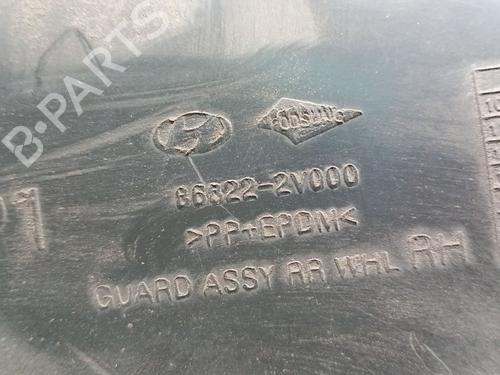 B-PARTS
86822-2V000
>PP+EPDM<
GUARD ASSY RR WHL RH